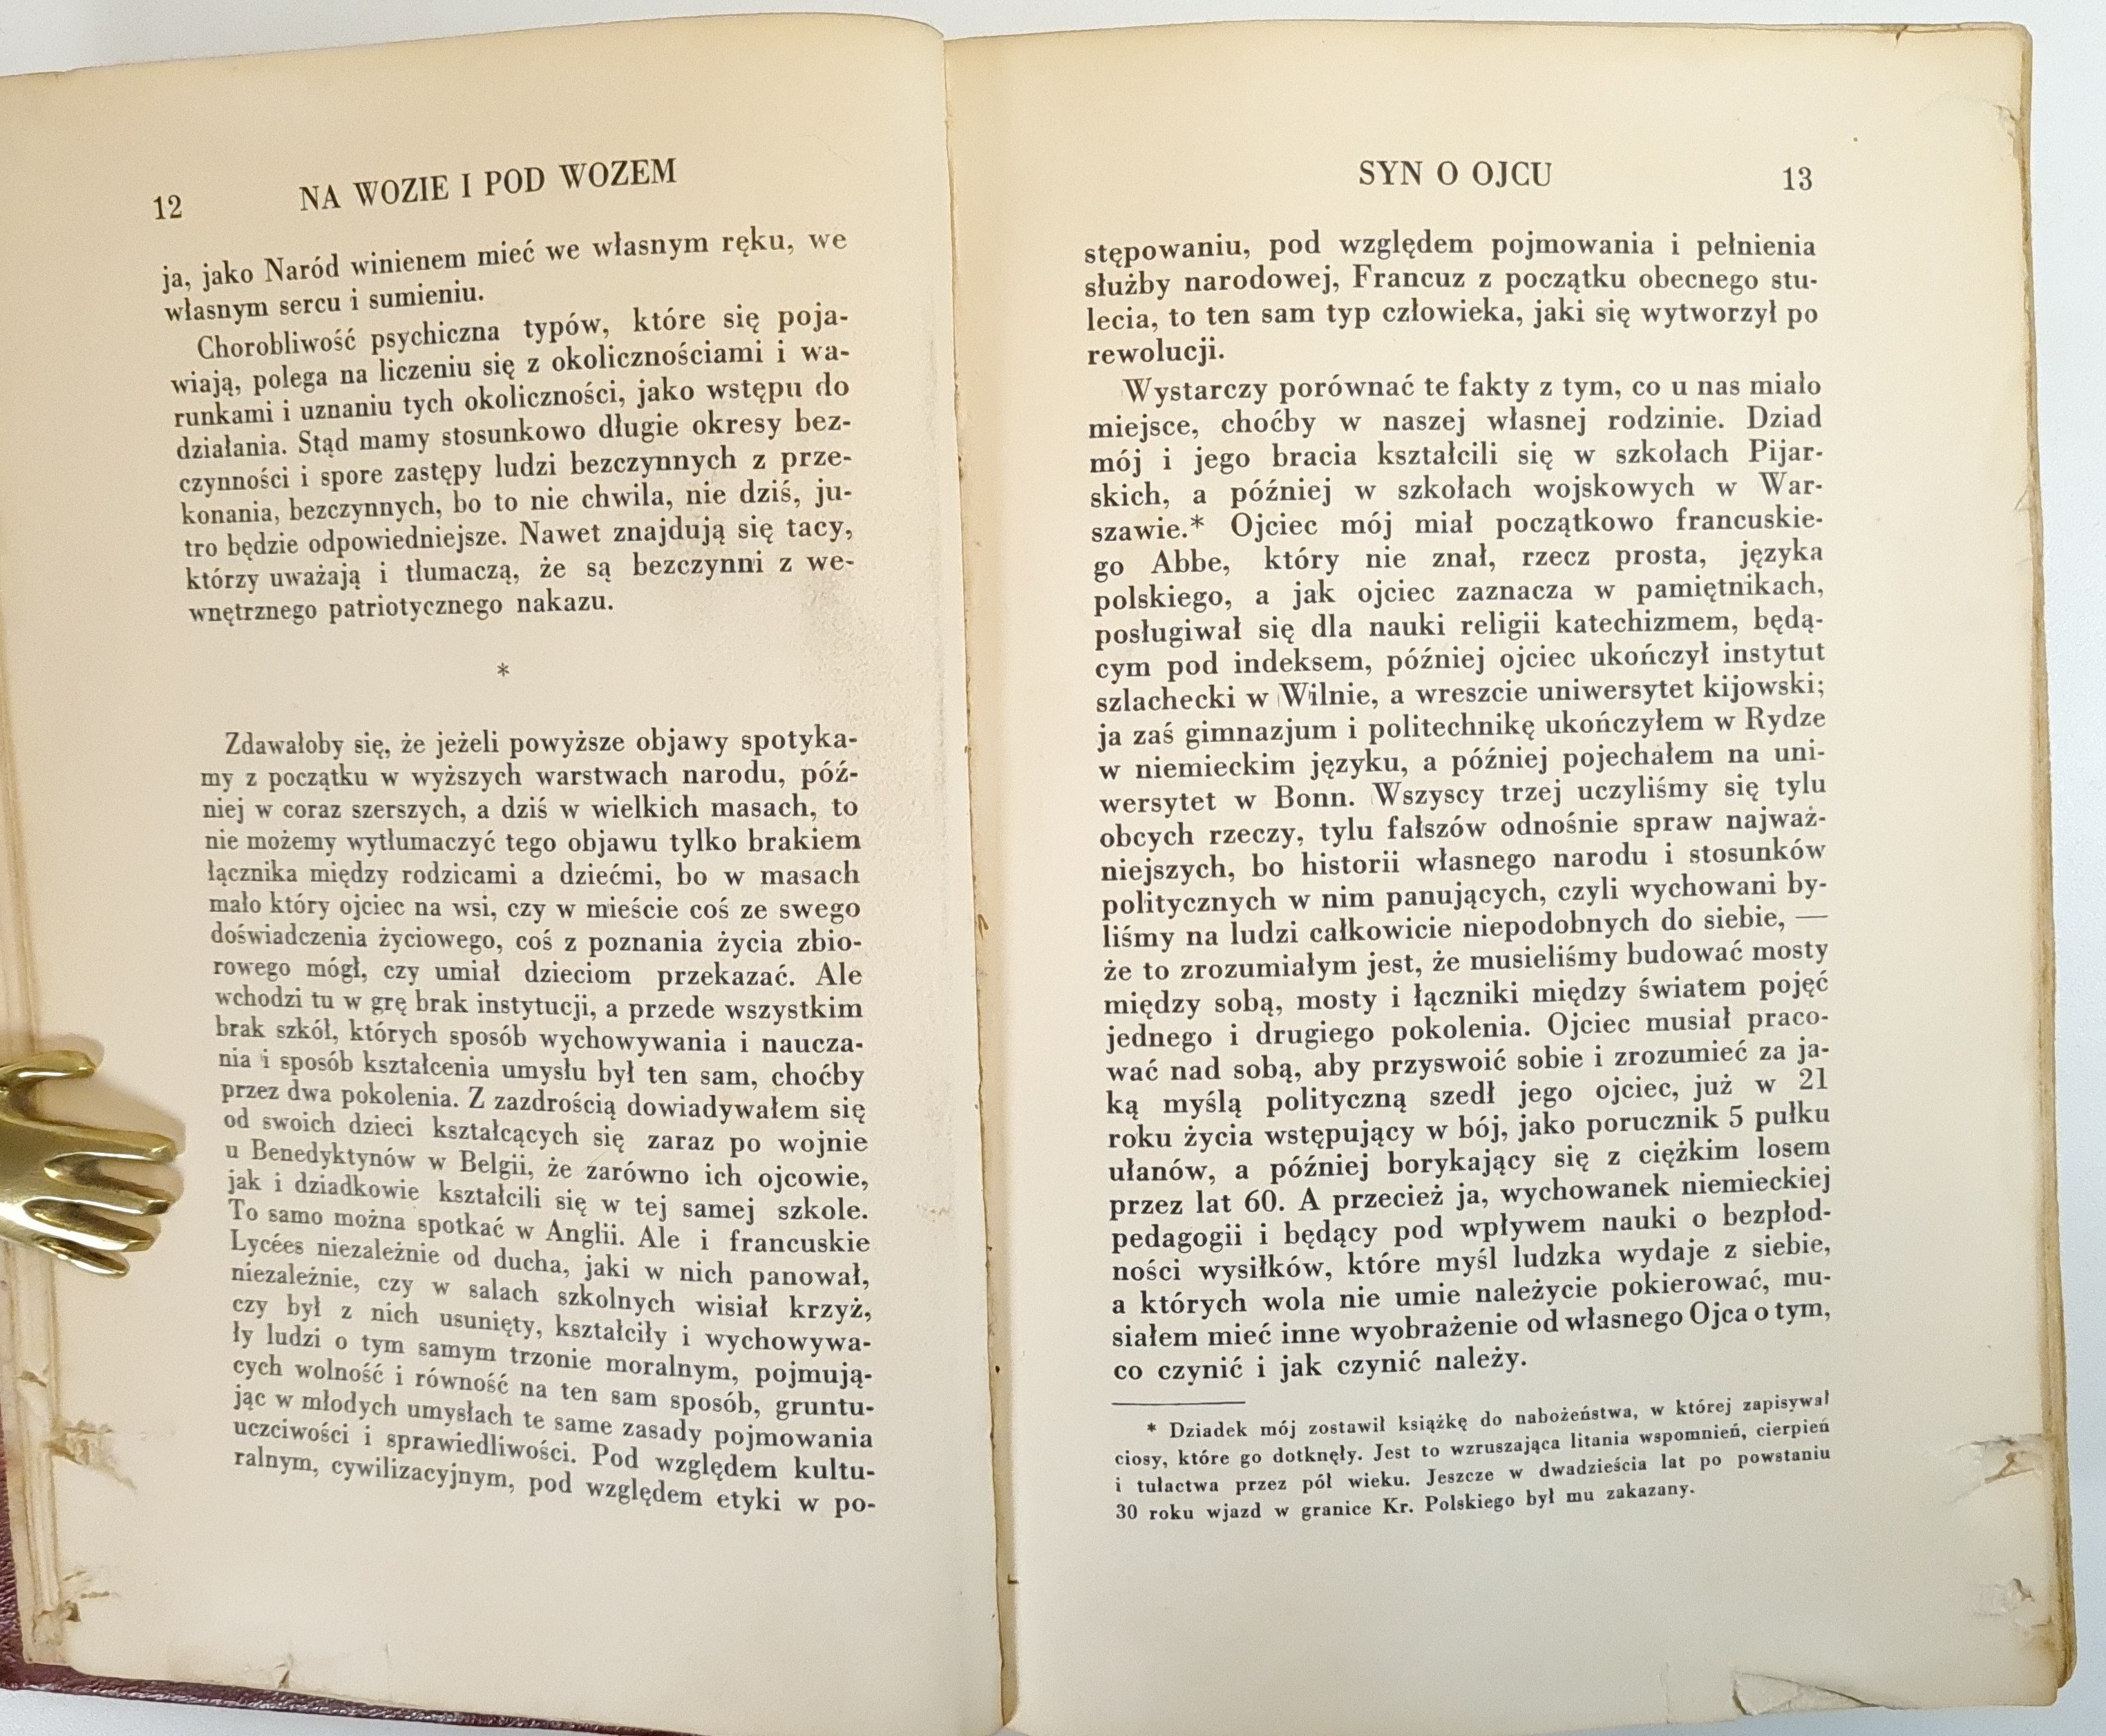 12 NA WOZIE I POD WOZEM
ja, jako Naród winienem mieć we własnym ręku, we
własnym sercu i sumieniu.
Chorobliwość psychiczna typów, które się poja-
wiają, polega na liczeniu się z okolicznościami i wa-
runkami i uznaniu tych okoliczności, jako wstępu do
działania. Stąd mamy stosunkowo długie okresy bez-
czynności i spore zastępy ludzi bezczynnych z prze-
konania, bezczynnych, bo to nie chwila, nie dziś, ju-
tro będzie odpowiedniejsze. Nawet znajdują się tacy,
którzy uważają i tłumaczą, że są bezczynni z we-
wnętrznego patriotycznego nakazu.
*
Zdawałoby się, że jeżeli powyższe objawy spotyka-
my z początku w wyższych warstwach narodu, póź-
niej w coraz szerszych, a dziś w wielkich masach, to
nie możemy wytłumaczyć tego objawu tylko brakiem
łącznika między rodzicami a dziećmi, bo w masach
mało który ojciec na wsi, czy w mieście coś ze swego
doświadczenia życiowego, coś z poznania życia zbio-
rowego mógł, czy umiał dzieciom przekazać. Ale
wchodzi tu w grę brak instytucji, a przede wszystkim
brak szkół, których sposób wychowywania i naucza-
nia i sposób kształcenia umysłu był ten sam, choćby
przez dwa pokolenia. Z zazdrością dowiadywałem się
od swoich dzieci kształcących się zaraz po wojnie
u Benedyktynów w Belgii, że zarówno ich ojcowie,
jak i dziadkowie kształcili się w tej samej szkole.
To samo można spotkać w Anglii. Ale i francuskie
Lycées niezależnie od ducha, jaki w nich panował,
niezależnie, czy w salach szkolnych wisiał krzyż,
czy był z nich usunięty, kształciły i wychowywa-
ły ludzi o tym samym trzonie moralnym, pojmują-
cych wolność i równość na ten sam sposób, gruntu-
jąc w młodych umysłach te same zasady pojmowania
uczciwości i sprawiedliwości. Pod względem kultu-
ralnym, cywilizacyjnym, pod względem etyki w po-
SYN O OJCU 13
stępowaniu, pod względem pojmowania i pełnienia
służby narodowej, Francuz z początku obecnego stu-
lecia, to ten sam typ człowieka, jaki się wytworzył po
rewolucji.
Wystarczy porównać te fakty z tym, co u nas miało
miejsce, choćby w naszej własnej rodzinie. Dziad
mój i jego bracia kształcili się w szkołach Pijar-
skich, a później w szkołach wojskowych w War-
szawie.* Ojciec mój miał początkowo francuskie-
go Abbe, który nie znał, rzecz prosta, języka
polskiego, a jak ojciec zaznacza w pamiętnikach,
posługiwał się dla nauki religii katechizmem, będą-
cym pod indeksem, później ojciec ukończył instytut
szlachecki w Wilnie, a wreszcie uniwersytet kijowski;
ja zaś gimnazjum i politechnikę ukończyłem w Rydze
w niemieckim języku, a później pojechałem na uni-
wersytet w Bonn. Wszyscy trzej uczyliśmy się tylu
obcych rzeczy, tylu fałszów odnośnie spraw najważ-
niejszych, bo historii własnego narodu i stosunków
politycznych w nim panujących, czyli wychowani by-
liśmy na ludzi całkowicie niepodobnych do siebie, —
że to zrozumiałym jest, że musieliśmy budować mosty
między sobą, mosty i łączniki między światem pojęć
jednego i drugiego pokolenia. Ojciec musiał praco-
wać nad sobą, aby przyswoić sobie i zrozumieć za ja-
ką myślą polityczną szedł jego ojciec, już w 21
roku życia wstępujący w bój, jako porucznik 5 pułku
ułanów, a później borykający się z ciężkim losem
przez lat 60. A przecież ja, wychowanek niemieckiej
pedagogii i będący pod wpływem nauki o bezpłod-
ności wysiłków, które myśl ludzka wydaje z siebie,
a których wola nie umie należycie pokierować, mu-
siałem mieć inne wyobrażenie od własnego Ojca o tym,
co czynić i jak czynić należy.
* Dziadek mój zostawił książkę do nabożeństwa, w której zapisywał
ciosy, które go dotknęły. Jest to wzruszająca litania wspomnień, cierpień
i tułactwa przez pół wieku. Jeszcze w dwadzieścia lat po powstaniu
30 roku wjazd w granice Kr. Polskiego był mu zakazany.